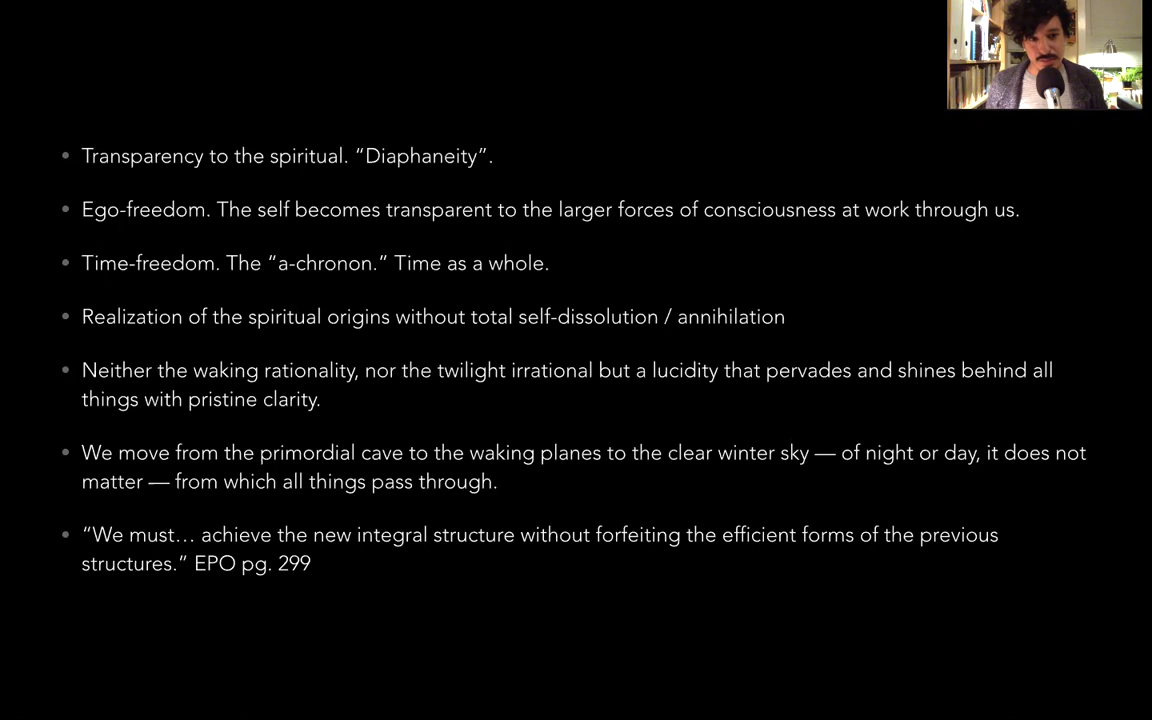 • Transparency to the spiritual. “Diaphaneity”.
• Ego-freedom. The self becomes transparent to the larger forces of consciousness at work through us.
• Time-freedom. The “a-chronon.“ Time as a whole.
• Realization of the spiritual origins without total self-dissolution / annihilation
• Neither the waking rationality, nor the twilight irrational but a lucidity that pervades and shines behind all
things with pristine clarity.
• We move from the primordial cave to the waking planes to the clear winter sky — of night or day, it does not
matter — from which all things pass through.
• “We must… achieve the new integral structure without forfeiting the efficient forms of the previous
structures.” EPO pg. 299